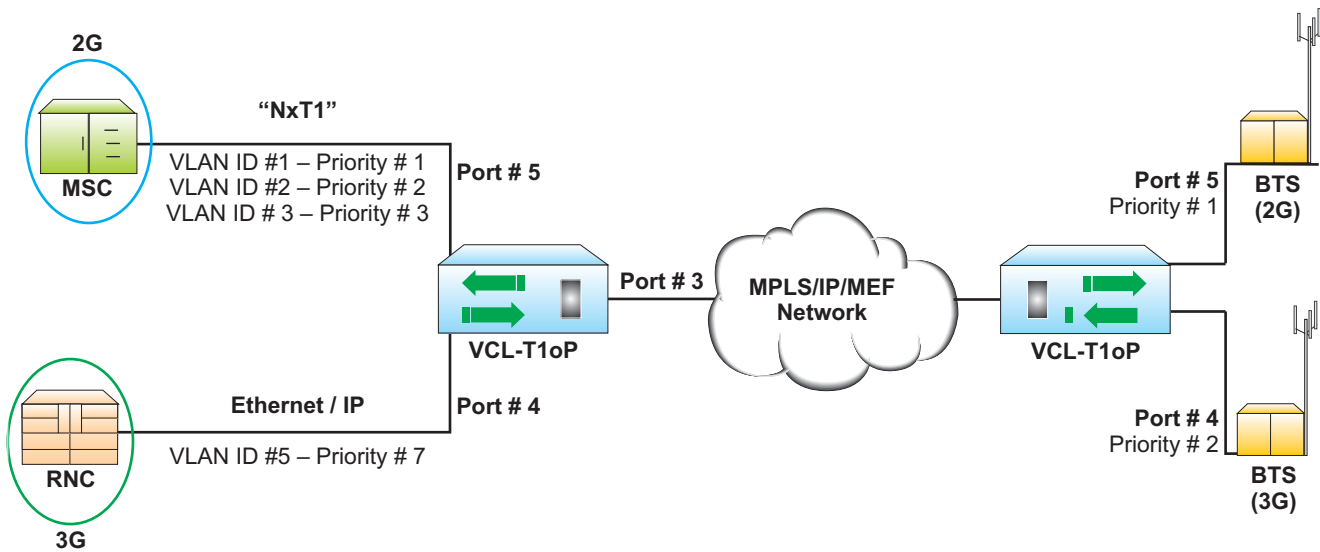 2G
MSC
“NxT1”
VLAN ID #1 – Priority # 1
VLAN ID #2 – Priority # 2
VLAN ID # 3 – Priority # 3
Port # 5
VCL-T1oP
Port # 3
Port # 4
Ethernet / IP
VLAN ID #5 – Priority # 7
RNC
3G
MPLS/IP/MEF
Network
VCL-T1oP
Port # 5
Priority # 1
BTS
(2G)
Port # 4
Priority # 2
BTS
(3G)